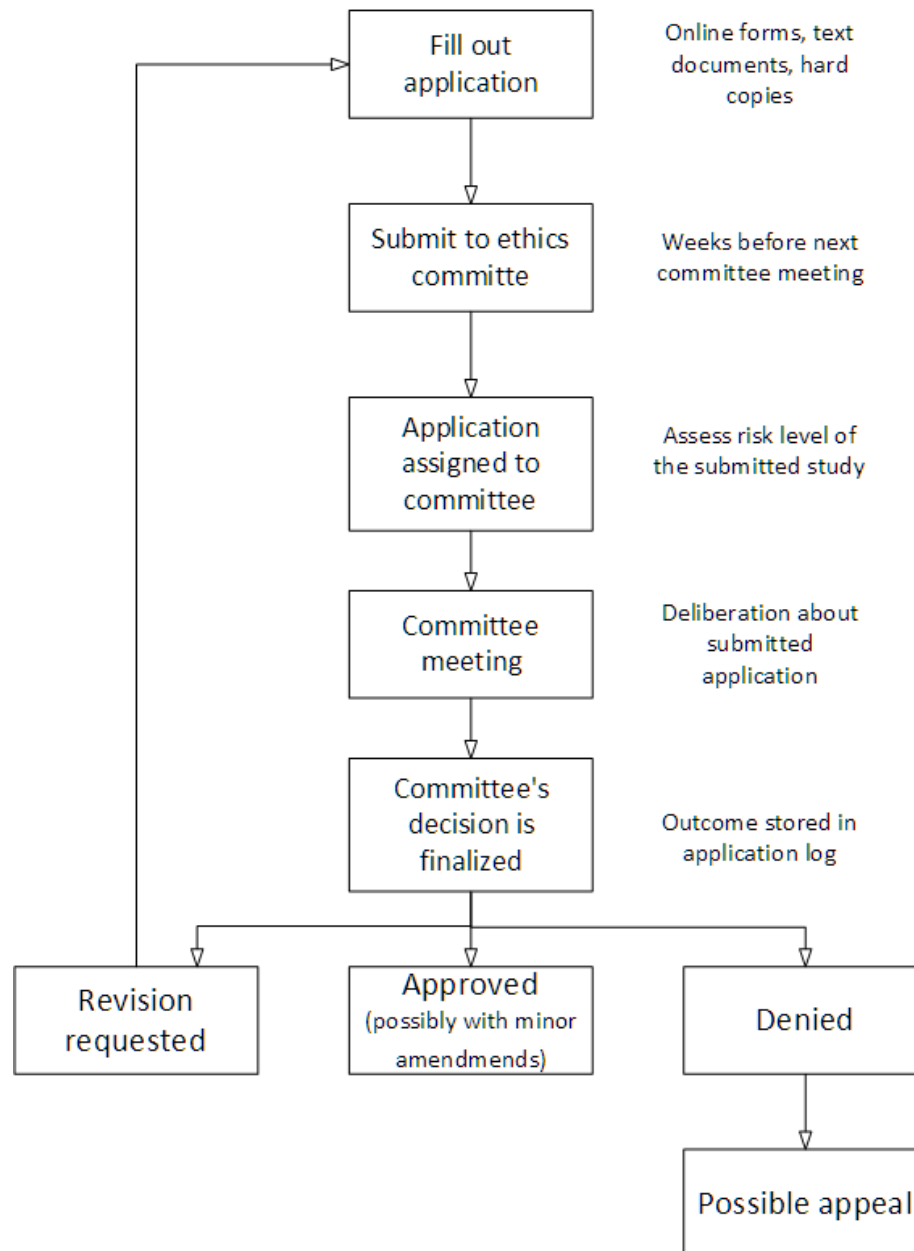 Fill out
application
Online forms, text
documents, hard
copies
Submit to ethics
committe
Weeks before next
committee meeting
Application
assigned to
committee
Assess risk level of
the submitted study
Committee
meeting
Deliberation about
submitted
application
Committee's
decision is
finalized
Outcome stored in
application log
Revision
requested
Approved
(possibly with minor
amendmends)
Denied
Possible appeal